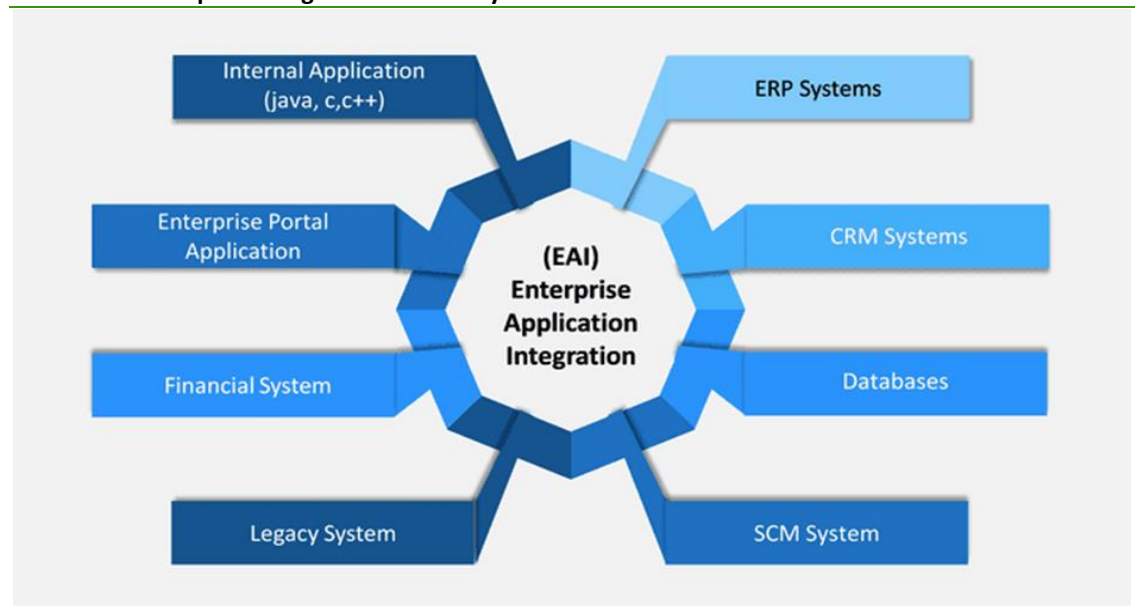 Internal Application
(java, c,c++)
ERP Systems
Enterprise Portal
Application
CRM Systems
(EAI)
Enterprise
Application
Integration
Financial System
Databases
Legacy System
SCM System